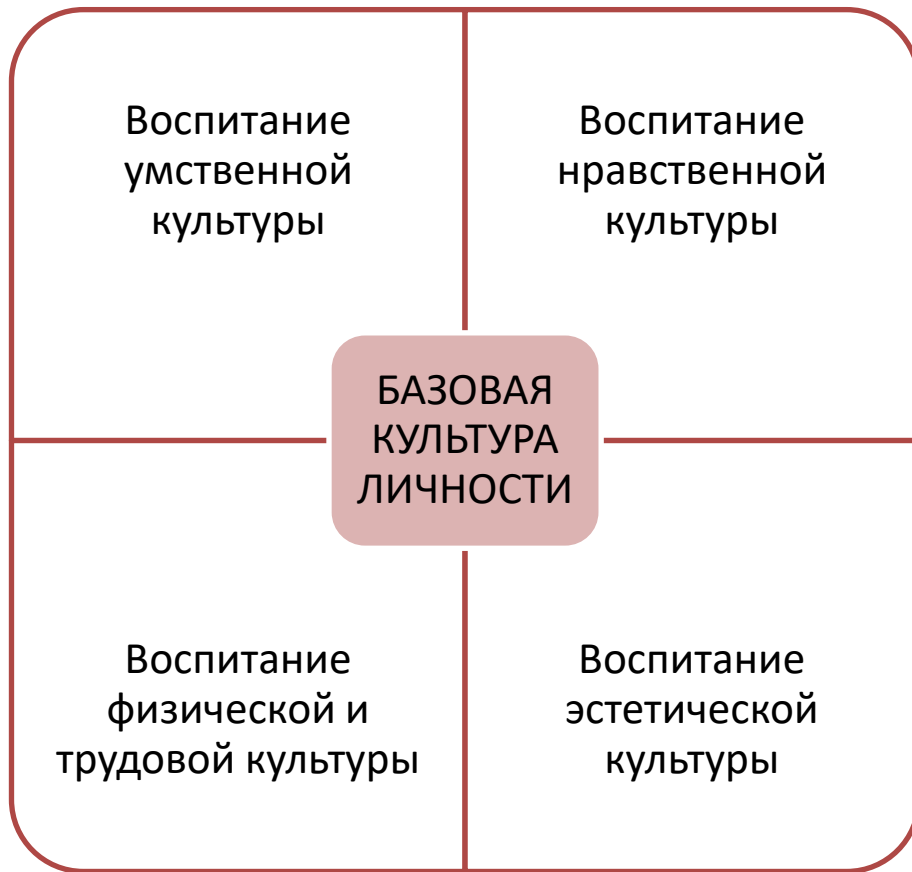 Воспитание
умственной
культуры
Воспитание
нравственной
культуры
БАЗОВАЯ
КУЛЬТУРА
ЛИЧНОСТИ
Воспитание
физической и
трудовой культуры
Воспитание
эстетической
культуры